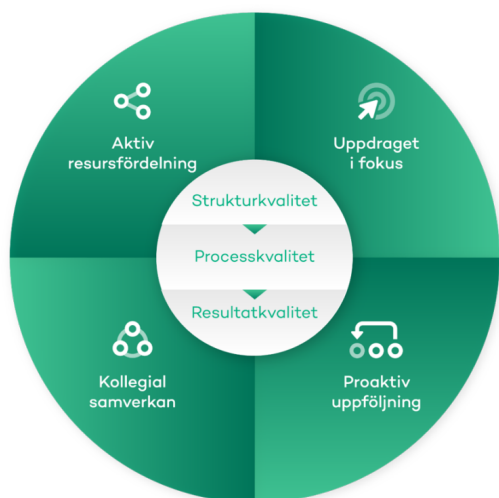 Aktiv
resursfördelning
Uppdraget
i fokus
Strukturkvalitet
Processkvalitet
Resultatkvalitet
Kollegial
samverkan
Proaktiv
uppföljning